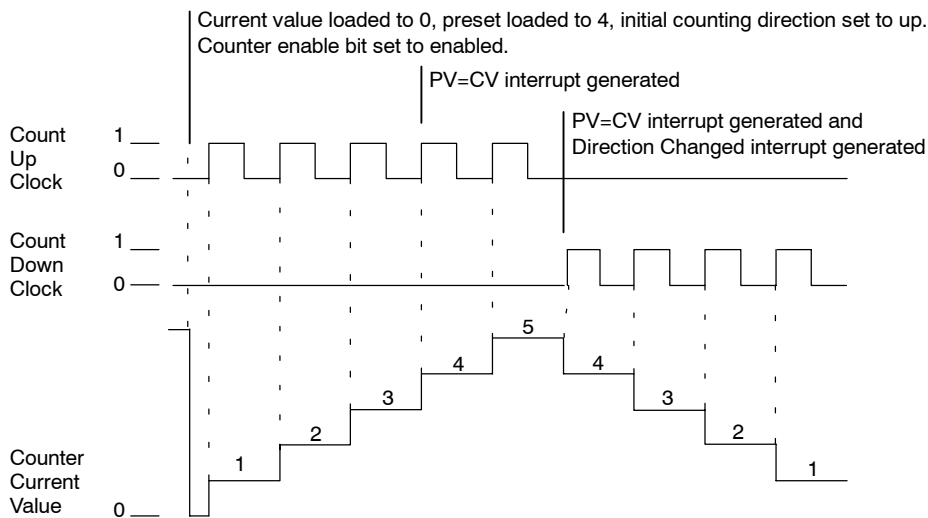 Current value loaded to 0, preset loaded to 4, initial counting direction set to up.
Counter enable bit set to enabled.
PV=CV interrupt generated
PV=CV interrupt generated and
Direction Changed interrupt generated
Count
Up
Clock
1
0
Count
Down
Clock
1
0
5
4
4
3
3
2
2
1
1
Counter
Current
Value
0